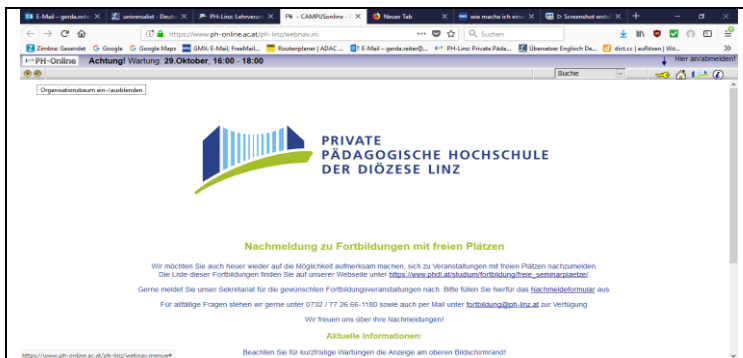 E-Mail – gerda.reite
universalist - Deutsc
PH-Linz: Lehrveran
PH - CAMPUSonline -
Neuer Tab
wie mache ich eine
Screenshot erstel
https://www.ph-online.ac.at/ph-linz/webnav.ini
Suchen
Zimbra: Gesendet
Google
Google Maps
GMX: E-Mail, FreeMail...
Routenplaner | ADAC ...
E-Mail – gerda.reiter@...
PH-Linz: Private Päda...
Übersetzer Englisch De...
dict.cc | auflösen | Wö...
PH-Online Achtung! Wartung: 29.Oktober, 16:00 - 18:00
Hier an/abmelden!
Suche
Organisationsbaum ein-/ausblenden
PRIVATE
PÄDAGOGISCHE HOCHSCHULE
DER DIÖZESE LINZ
Nachmeldung zu Fortbildungen mit freien Plätzen
Wir möchten Sie auch heuer wieder auf die Möglichkeit aufmerksam machen, sich zu Veranstaltungen mit freien Plätzen nachzumelden.
Die Liste dieser Fortbildungen finden Sie auf unserer Webseite unter https://www.phdl.at/studium/fortbildung/freie_seminarplaetze/.
Gerne meldet Sie unser Sekretariat für die gewünschten Fortbildungsveranstaltungen nach. Bitte füllen Sie hierfür das Nachmeldeformular aus.
Für allfällige Fragen stehen wir gerne unter 0732 / 77 26 66-1180 sowie auch per Mail unter fortbildung@ph-linz.at zur Verfügung.
Wir freuen uns über ihre Nachmeldungen!
Aktuelle Informationen:
Beachten Sie für kurzfristige Wartungen die Anzeige am oberen Bildschirmrand!
https://www.ph-online.ac.at/ph-linz/webnav.menue#